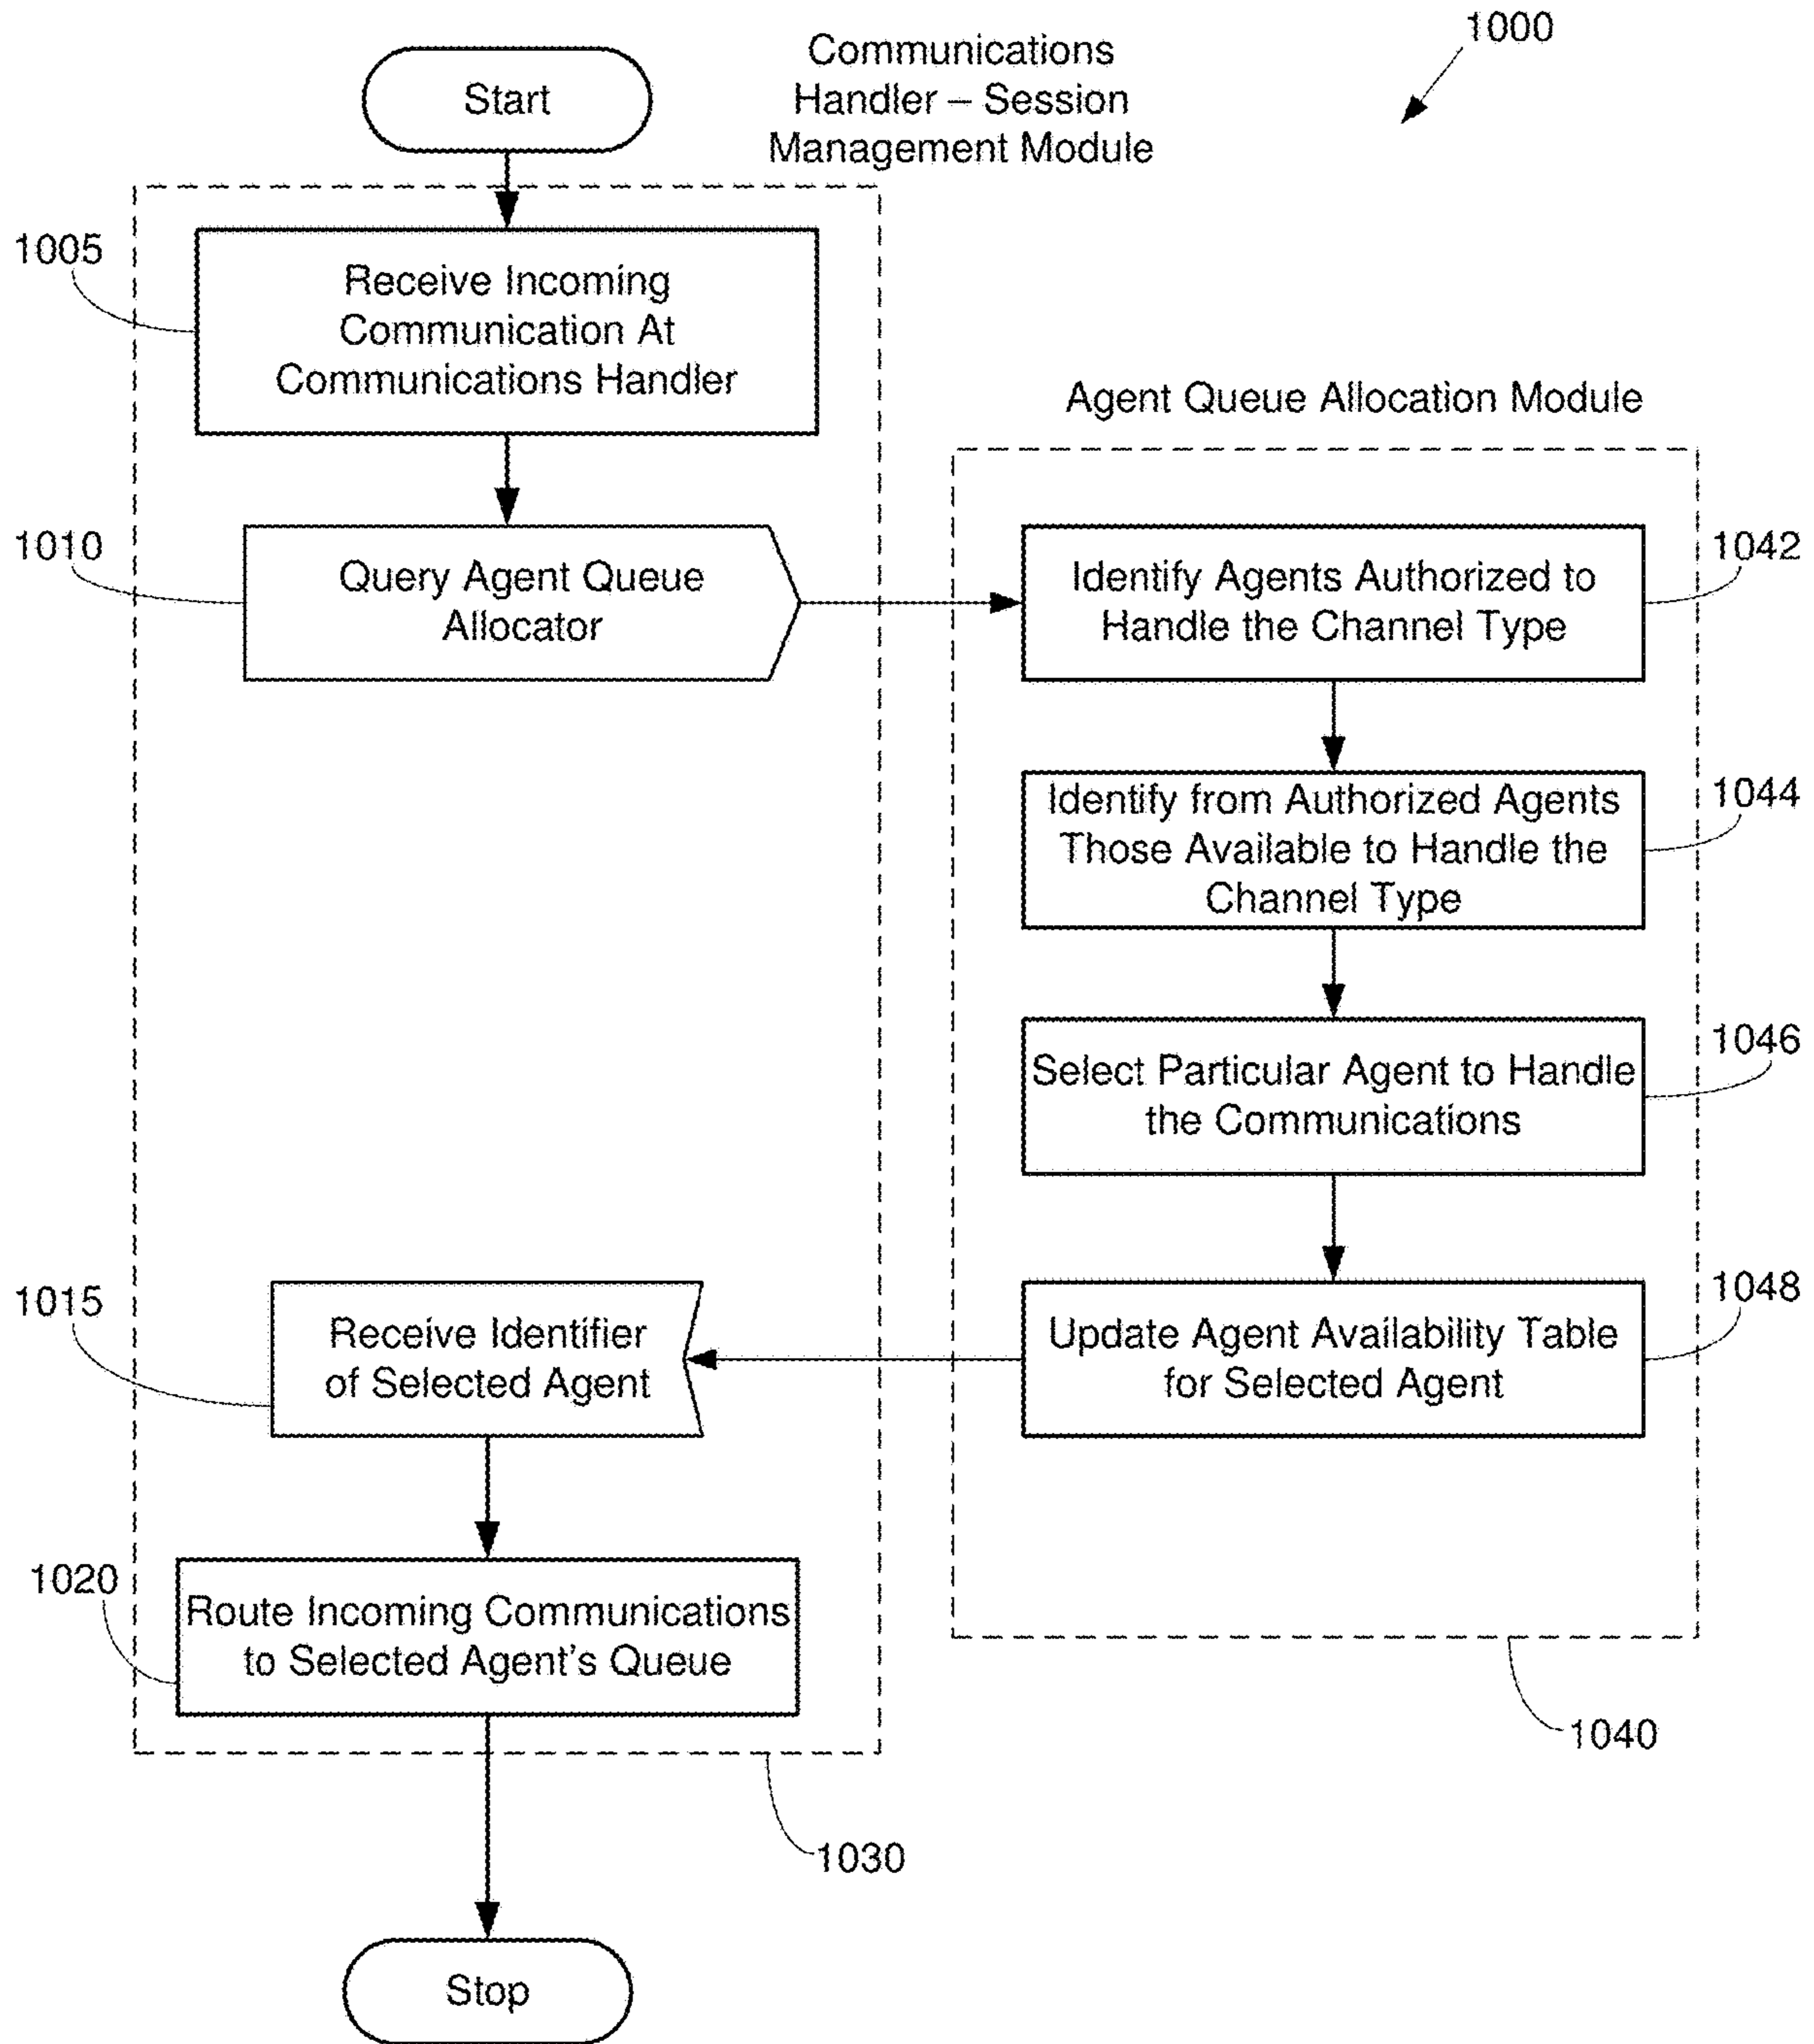 1000
Communications
Handler – Session
Management Module
Start
1005
Receive Incoming
Communication At
Communications Handler
Agent Queue Allocation Module
1010
Query Agent Queue
Allocator
Identify Agents Authorized to
Handle the Channel Type
1042
Identify from Authorized Agents
Those Available to Handle the
Channel Type
1044
Select Particular Agent to Handle
the Communications
1046
1015
Receive Identifier
of Selected Agent
Update Agent Availability Table
for Selected Agent
1048
1020
Route Incoming Communications
to Selected Agent's Queue
1040
1030
Stop